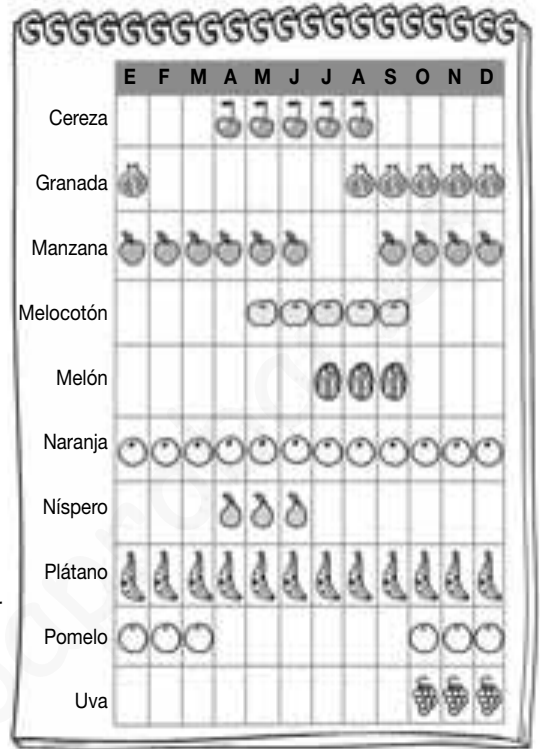 E F M A M J J A S O N D
Cereza
Granada
Manzana
Melocotón
Melón
Naranja
Níspero
Plátano
Pomelo
Uva